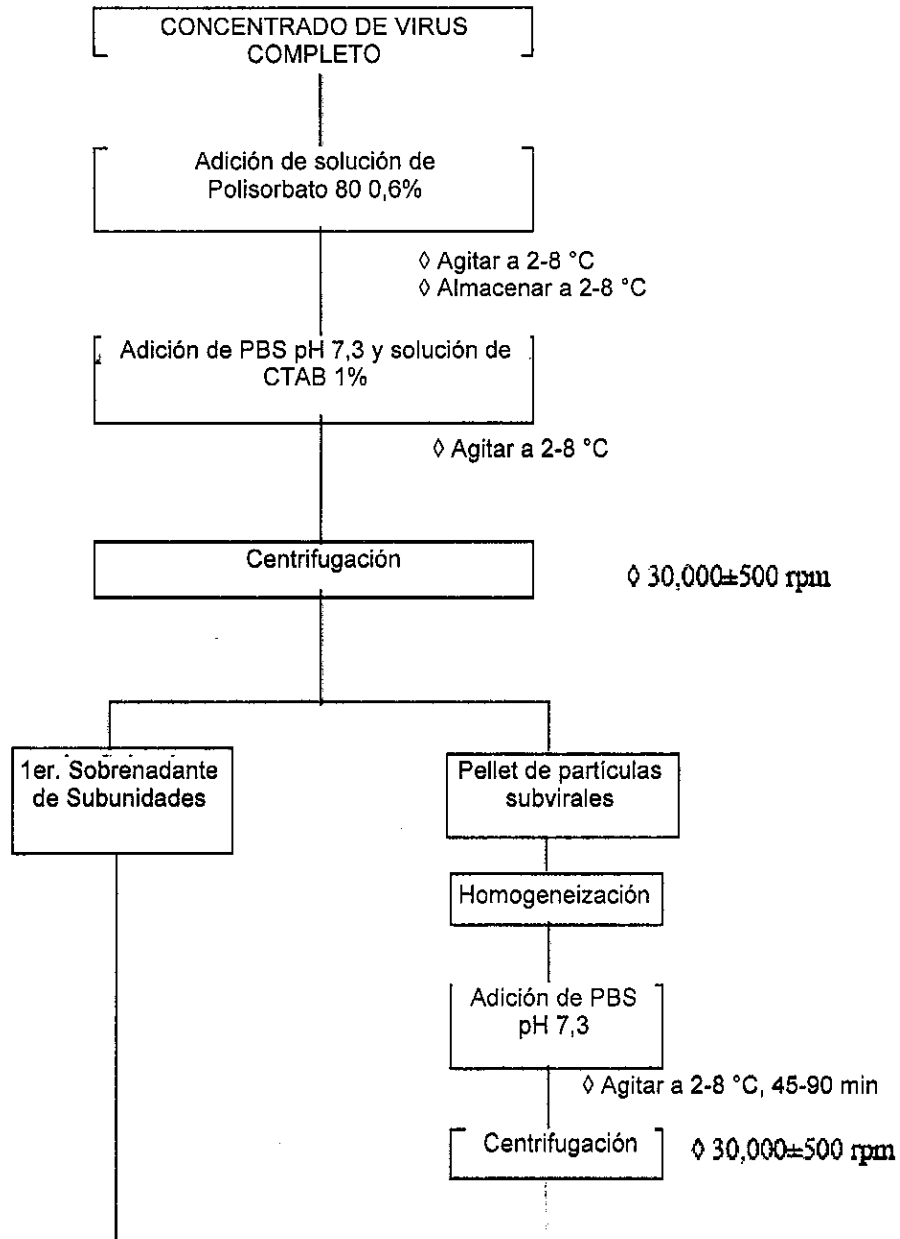 CONCENTRADO DE VIRUS
COMPLETO
Adición de solución de
Polisorbato 80 0,6%
◊ Agitar a 2-8 °C
◊ Almacenar a 2-8 °C
Adición de PBS pH 7,3 y solución de
CTAB 1%
◊ Agitar a 2-8 °C
Centrifugación
◊ 30,000±500 rpm
1er. Sobrenadante
de Subunidades
Pellet de partículas
subvirales
Homogeneización
Adición de PBS
pH 7,3
◊ Agitar a 2-8 °C, 45-90 min
Centrifugación
◊ 30,000±500 rpm